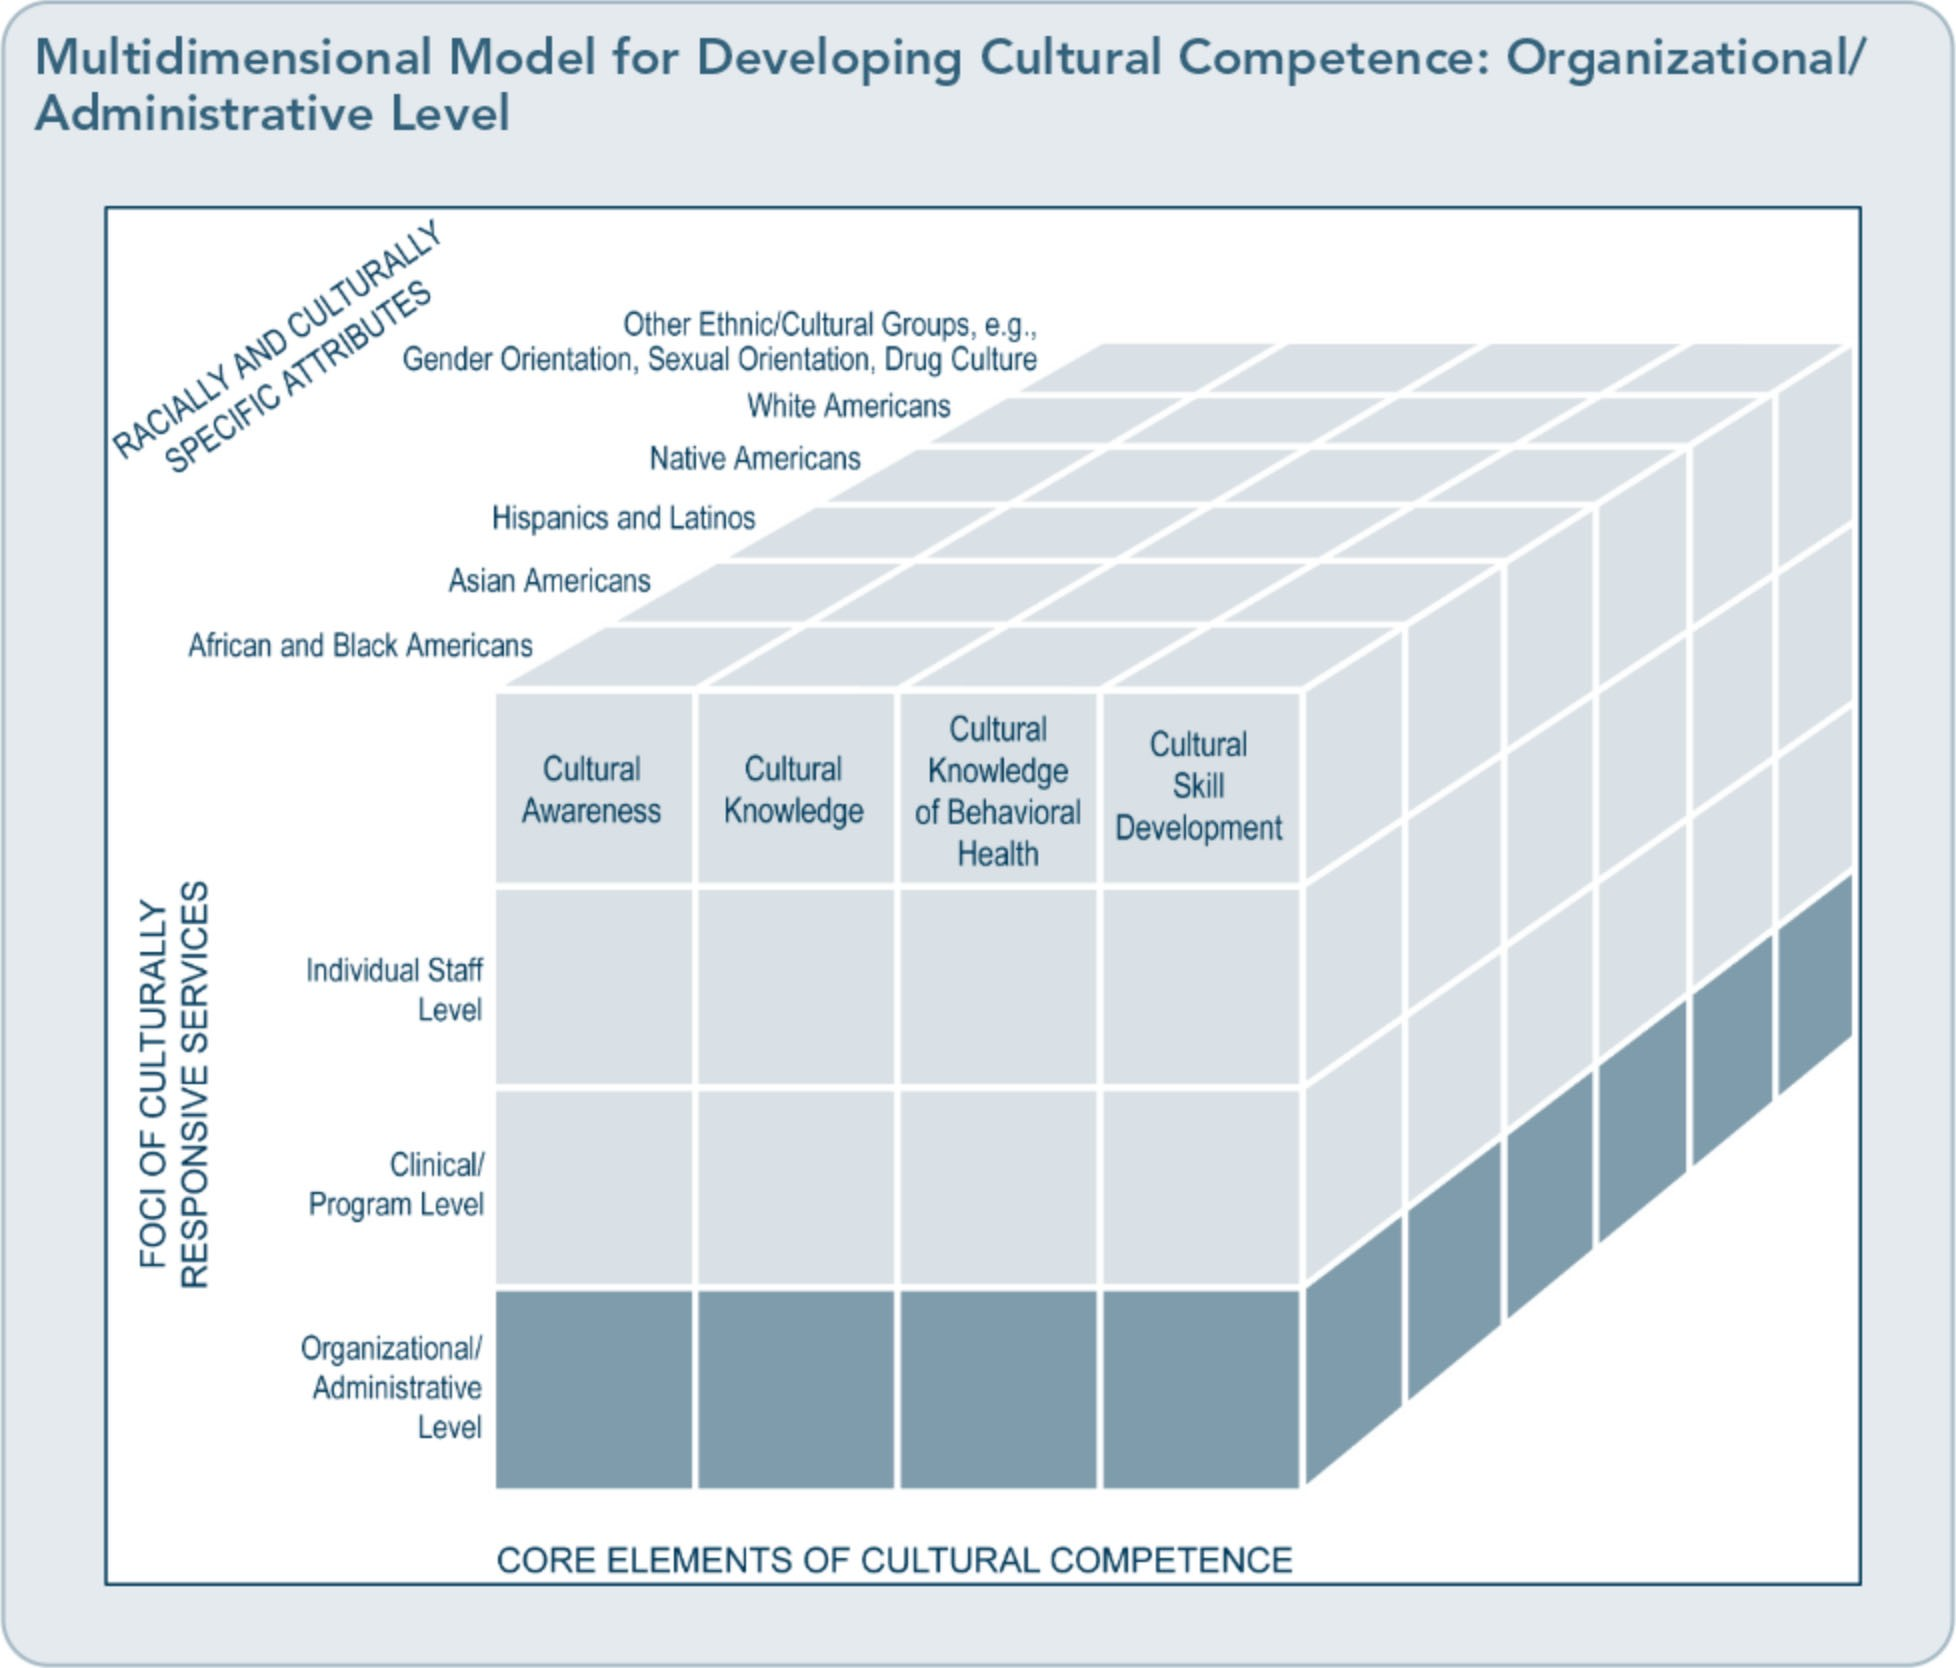 Multidimensional Model for Developing Cultural Competence: Organizational/
Administrative Level
RACIALLY AND CULTURALLY
SPECIFIC ATTRIBUTES
Other Ethnic/Cultural Groups, e.g.,
Gender Orientation, Sexual Orientation, Drug Culture
White Americans
Native Americans
Hispanics and Latinos
Asian Americans
African and Black Americans
Cultural
Awareness
Cultural
Knowledge
Cultural
Knowledge
of Behavioral
Health
Cultural
Skill
Development
FOCI OF CULTURALLY
RESPONSIVE SERVICES
Individual Staff
Level
Clinical/
Program Level
Organizational/
Administrative
Level
CORE ELEMENTS OF CULTURAL COMPETENCE